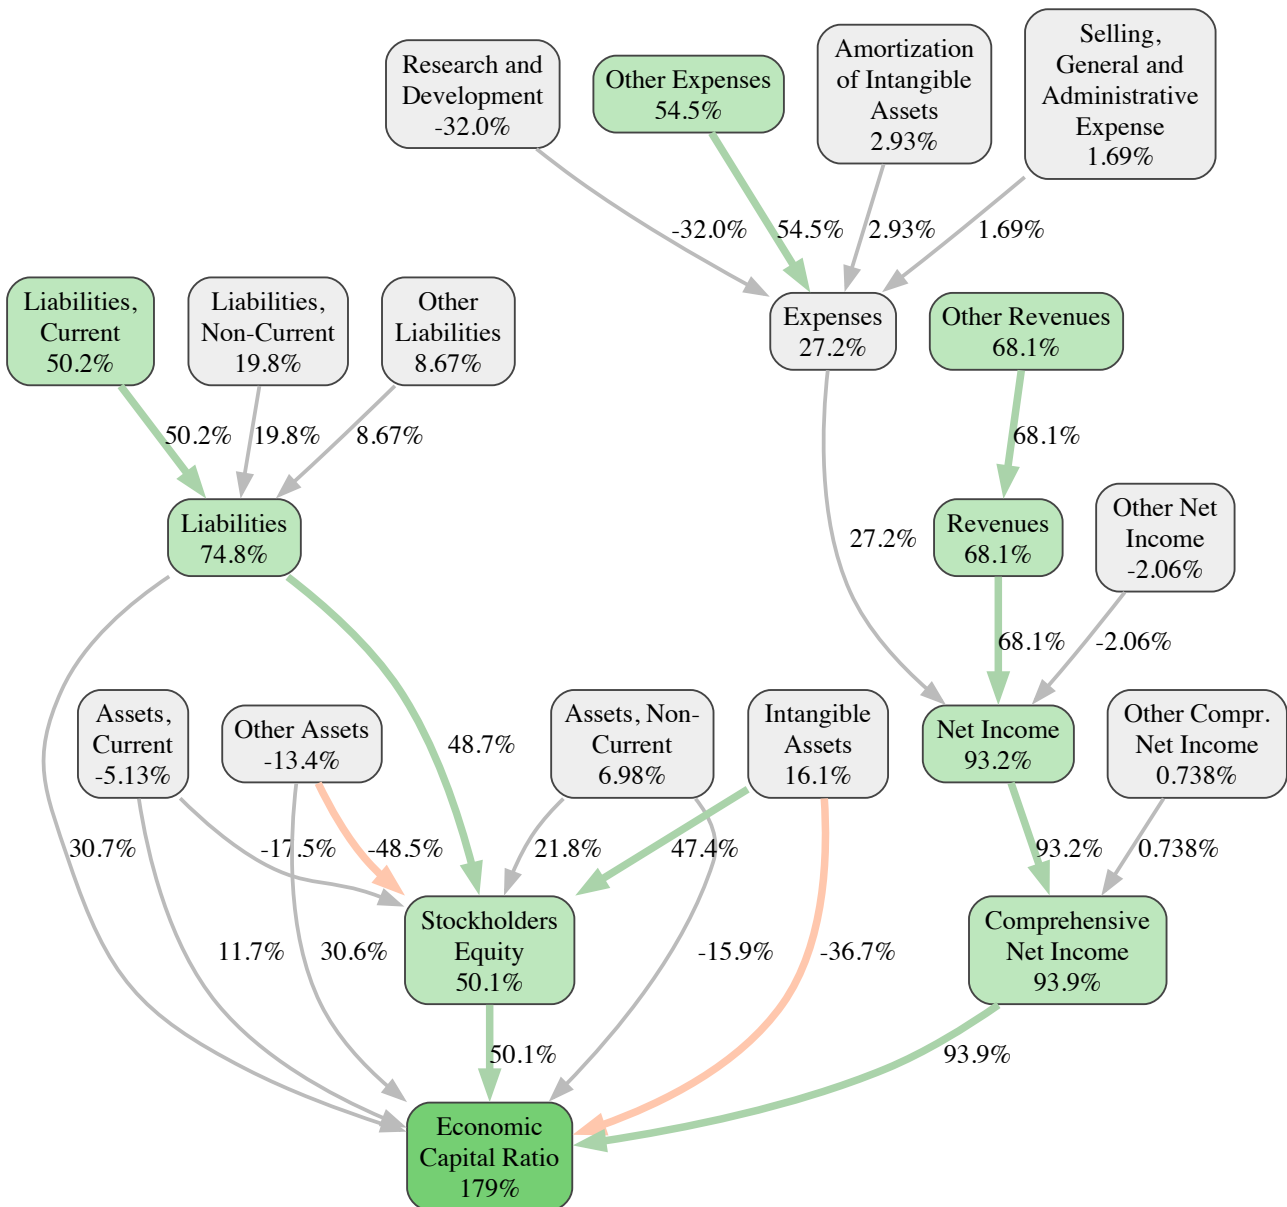 Research and
Development
-32.0%
Other Expenses
54.5%
Amortization
of Intangible
Assets
2.93%
Selling,
General and
Administrative
Expense
1.69%
-32.0%
54.5%
2.93%
1.69%
Liabilities,
Current
50.2%
Liabilities,
Non-Current
19.8%
Other
Liabilities
8.67%
Expenses
27.2%
Other Revenues
68.1%
50.2%
19.8%
8.67%
68.1%
Liabilities
74.8%
27.2%
Revenues
68.1%
Other Net
Income
-2.06%
68.1%
-2.06%
Assets,
Current
-5.13%
Other Assets
-13.4%
48.7%
Assets, Non-
Current
6.98%
Intangible
Assets
16.1%
Net Income
93.2%
Other Compr.
Net Income
0.738%
30.7%
-17.5%
-48.5%
21.8%
47.4%
93.2%
0.738%
11.7%
30.6%
Stockholders
Equity
50.1%
-15.9%
-36.7%
Comprehensive
Net Income
93.9%
50.1%
93.9%
Economic
Capital Ratio
179%